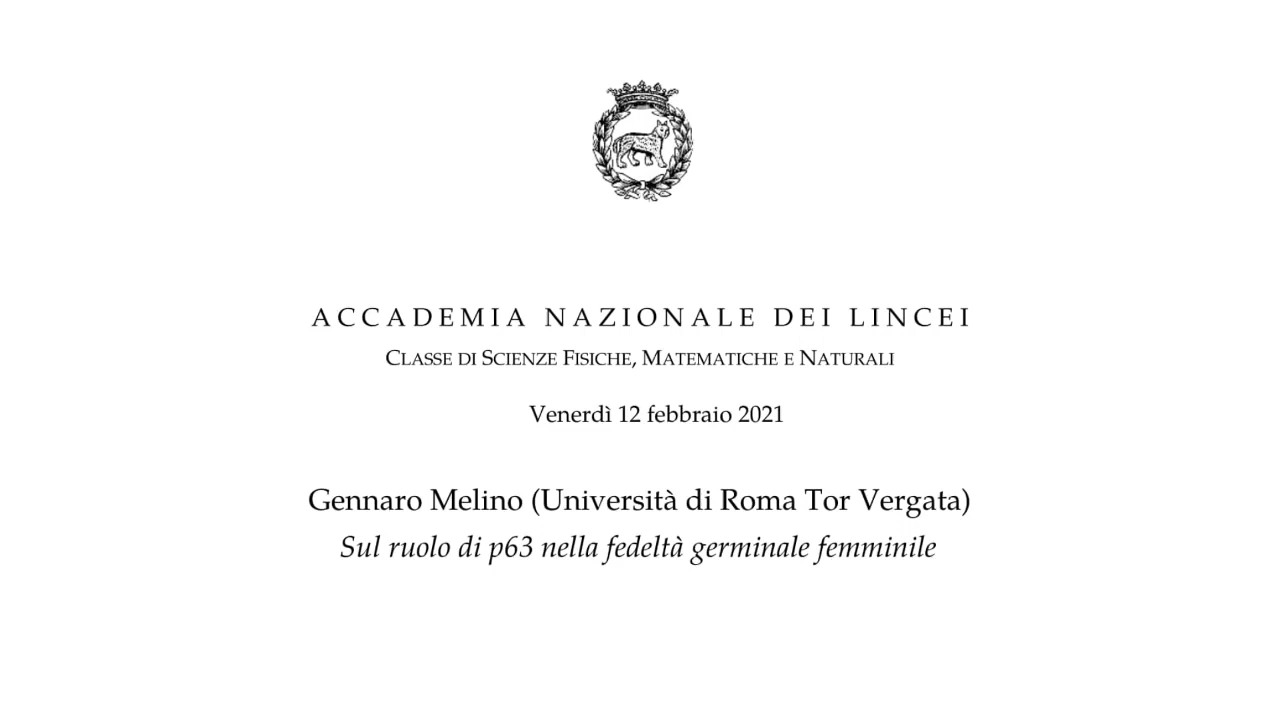 ACCADEMIA NAZIONALE DEI LINCEI
CLASSE DI SCIENZE FISICHE, MATEMATICHE E NATURALI
Venerdì 12 febbraio 2021
Gennaro Melino (Università di Roma Tor Vergata)
Sul ruolo di p63 nella fedeltà germinale femminile